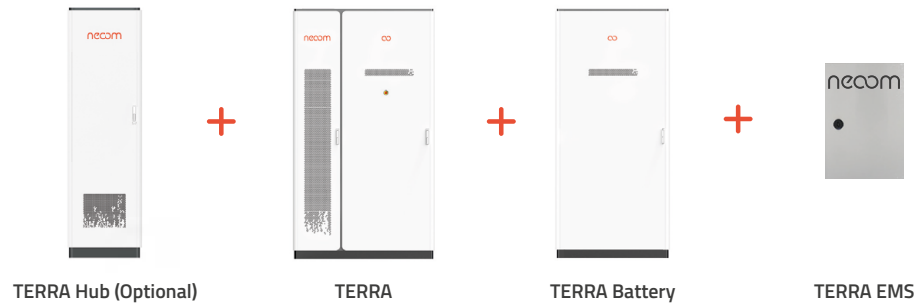 necom
necom
necom
TERRA Hub (Optional)
TERRA
TERRA Battery
TERRA EMS